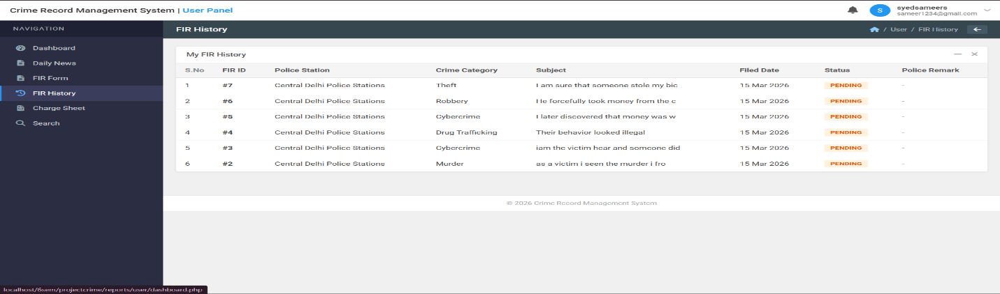 Crime Record Management System | User Panel
S
syedsameers
sameer1234@gmail.com
NAVIGATION
Dashboard
Daily News
FIR Form
FIR History
Charge Sheet
Search
FIR History
/ User / FIR History
My FIR History
S.No FIR ID Police Station Crime Category Subject Filed Date Status Police Remark
1 #7 Central Delhi Police Stations Theft I am sure that someone stole my bic 15 Mar 2026 PENDING -
2 #6 Central Delhi Police Stations Robbery He forcefully took money from the c 15 Mar 2026 PENDING -
3 #5 Central Delhi Police Stations Cybercrime I later discovered that money was w 15 Mar 2026 PENDING -
4 #4 Central Delhi Police Stations Drug Trafficking Their behavior looked illegal 15 Mar 2026 PENDING -
5 #3 Central Delhi Police Stations Cybercrime iam the victim hear and someone did 15 Mar 2026 PENDING -
6 #2 Central Delhi Police Stations Murder as a victim i seen the murder i fro 15 Mar 2026 PENDING -
© 2026 Crime Record Management System
localhost/6sem/projectcrime/reports/user/dashboard.php